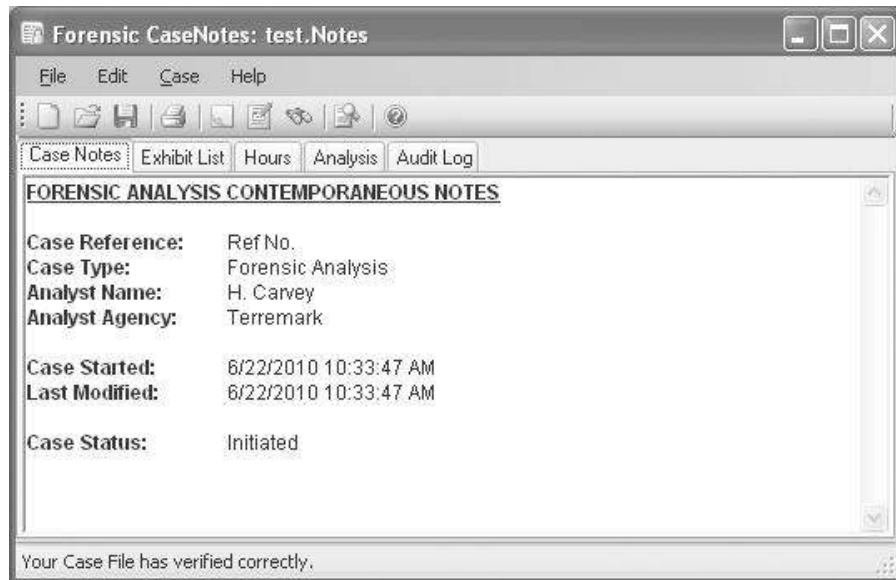 Forensic CaseNotes: test.Notes
File Edit Case Help
Case Notes Exhibit List Hours Analysis Audit Log
FORENSIC ANALYSIS CONTEMPORANEOUS NOTES
Case Reference: Ref No.
Case Type: Forensic Analysis
Analyst Name: H. Carvey
Analyst Agency: Terremark
Case Started: 6/22/2010 10:33:47 AM
Last Modified: 6/22/2010 10:33:47 AM
Case Status: Initiated
Your Case File has verified correctly.